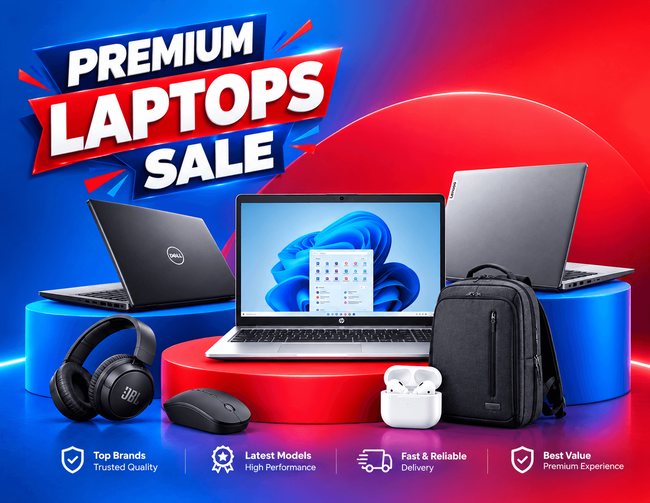 PREMIUM
LAPTOPS
SALE
DELL
Lenovo
hp
JBL
Top Brands
Trusted Quality
Latest Models
High Performance
Fast & Reliable
Delivery
Best Value
Premium Experience